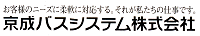 お客様のニーズに柔軟に対応する。それが私たちの仕事です。
京成バスシステム株式会社